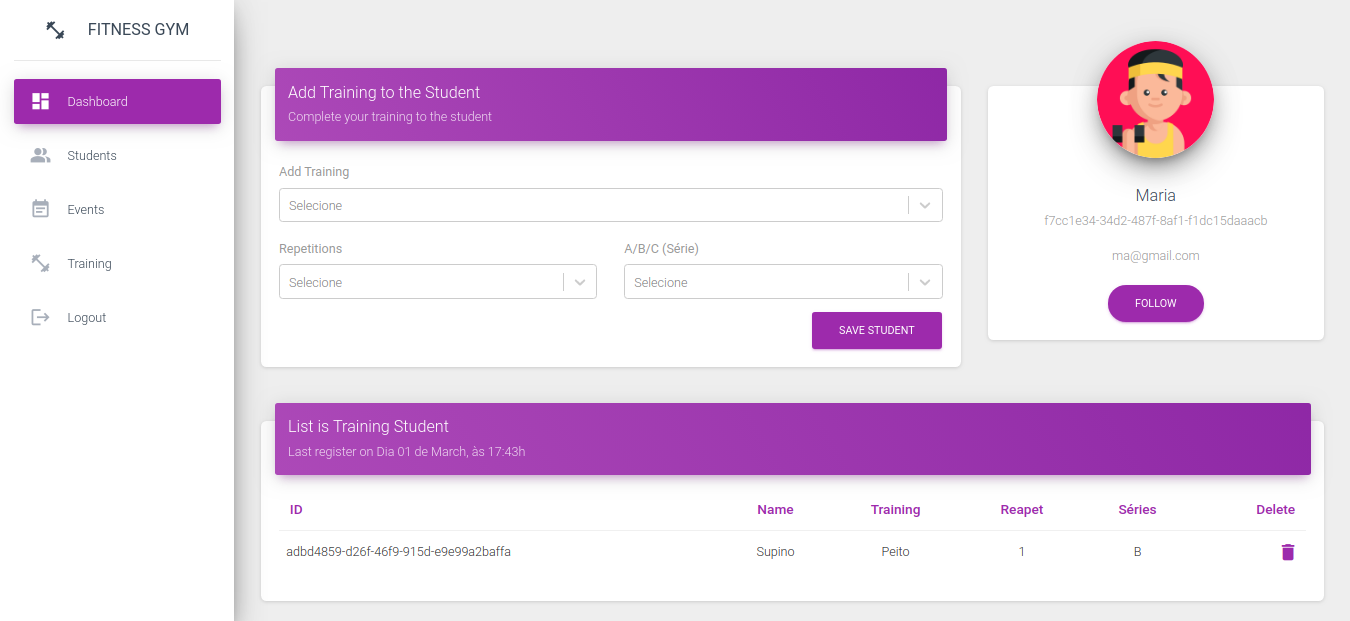 FITNESS GYM
Dashboard
Students
Events
Training
Logout
Add Training to the Student
Complete your training to the student
Add Training
Selecione
Repetitions
A/B/C (Série)
Selecione
Selecione
SAVE STUDENT
Maria
f7cc1e34-34d2-487f-8af1-f1dc15daaacb
ma@gmail.com
FOLLOW
List is Training Student
Last register on Dia 01 de March, às 17:43h
ID Name Training Reapet Séries Delete
adbd4859-d26f-46f9-915d-e9e99a2baffa Supino Peito 1 B